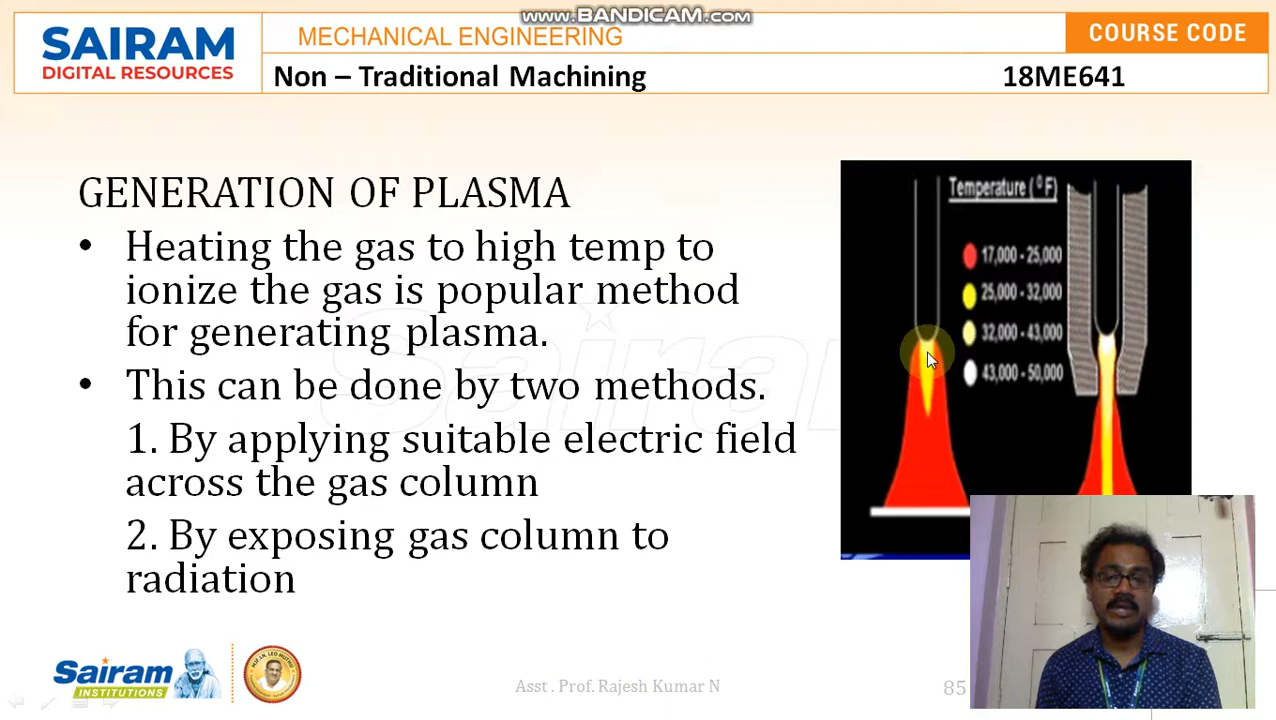 www.BANDICAM.com
SAIRAM
DIGITAL RESOURCES
MECHANICAL ENGINEERING
COURSE CODE
Non – Traditional Machining
18ME641
GENERATION OF PLASMA
• Heating the gas to high temp to
ionize the gas is popular method
for generating plasma.
• This can be done by two methods.
1. By applying suitable electric field
across the gas column
2. By exposing gas column to
radiation
Temperature ( ⁰ F)
17,000 - 25,000
25,000 - 32,000
32,000 - 43,000
43,000 - 50,000
Sairam
Sairam
INSTITUTIONS
Asst . Prof. Rajesh Kumar N
85